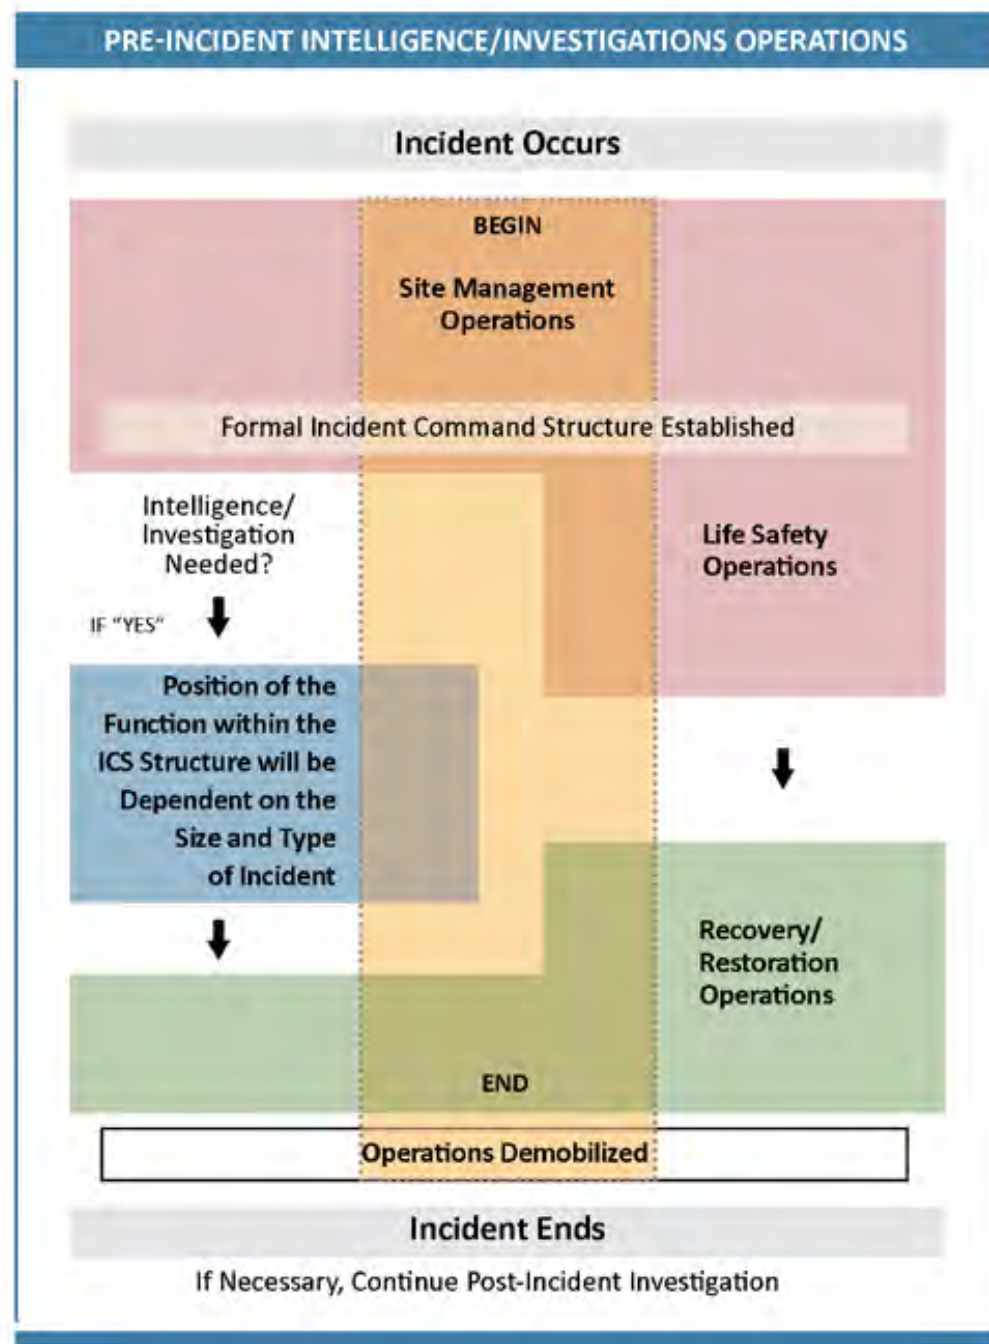 PRE-INCIDENT INTELLIGENCE/INVESTIGATIONS OPERATIONS
Incident Occurs
BEGIN
Site Management
Operations
Formal Incident Command Structure Established
Intelligence/
Investigation
Needed?
IF "YES"
Life Safety
Operations
Position of the
Function within the
ICS Structure will be
Dependent on the
Size and Type
of Incident
Recovery/
Restoration
Operations
END
Operations Demobilized
Incident Ends
If Necessary, Continue Post-Incident Investigation